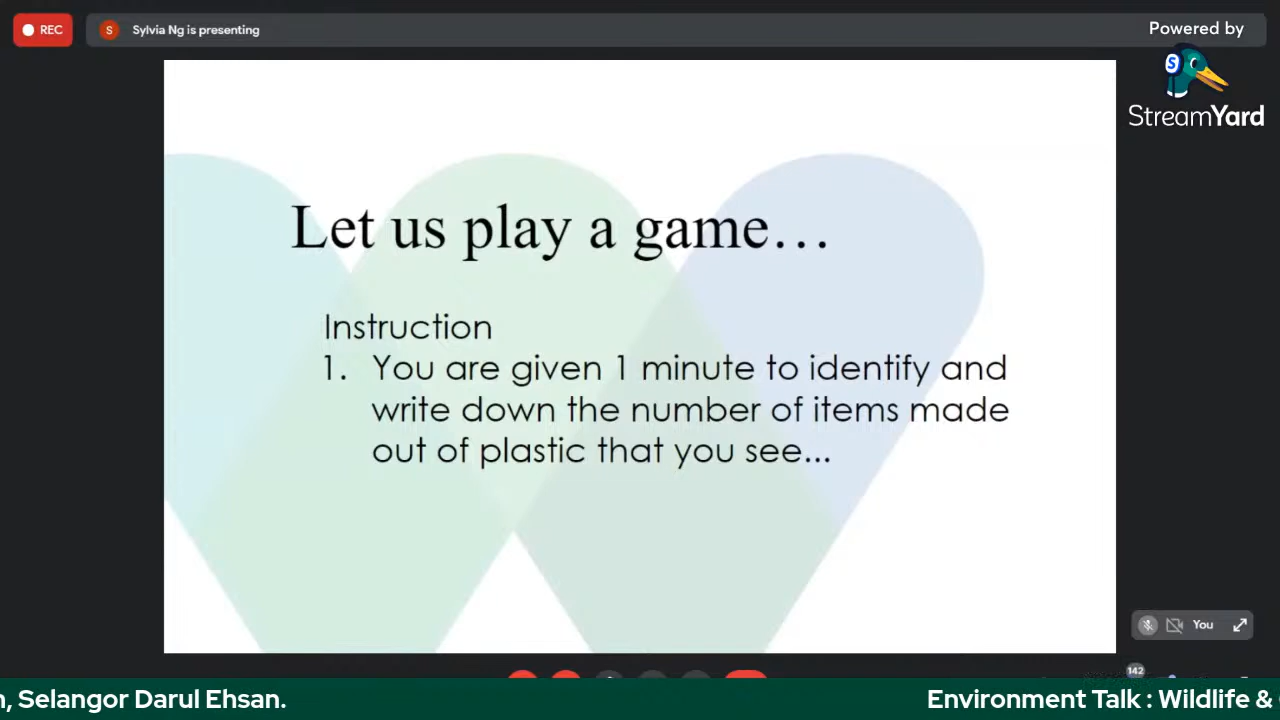 REC
S
Sylvia Ng is presenting
Powered by
S
StreamYard
Let us play a game…
Instruction
1. You are given 1 minute to identify and
write down the number of items made
out of plastic that you see...
You
142
, Selangor Darul Ehsan.
Environment Talk : Wildlife &